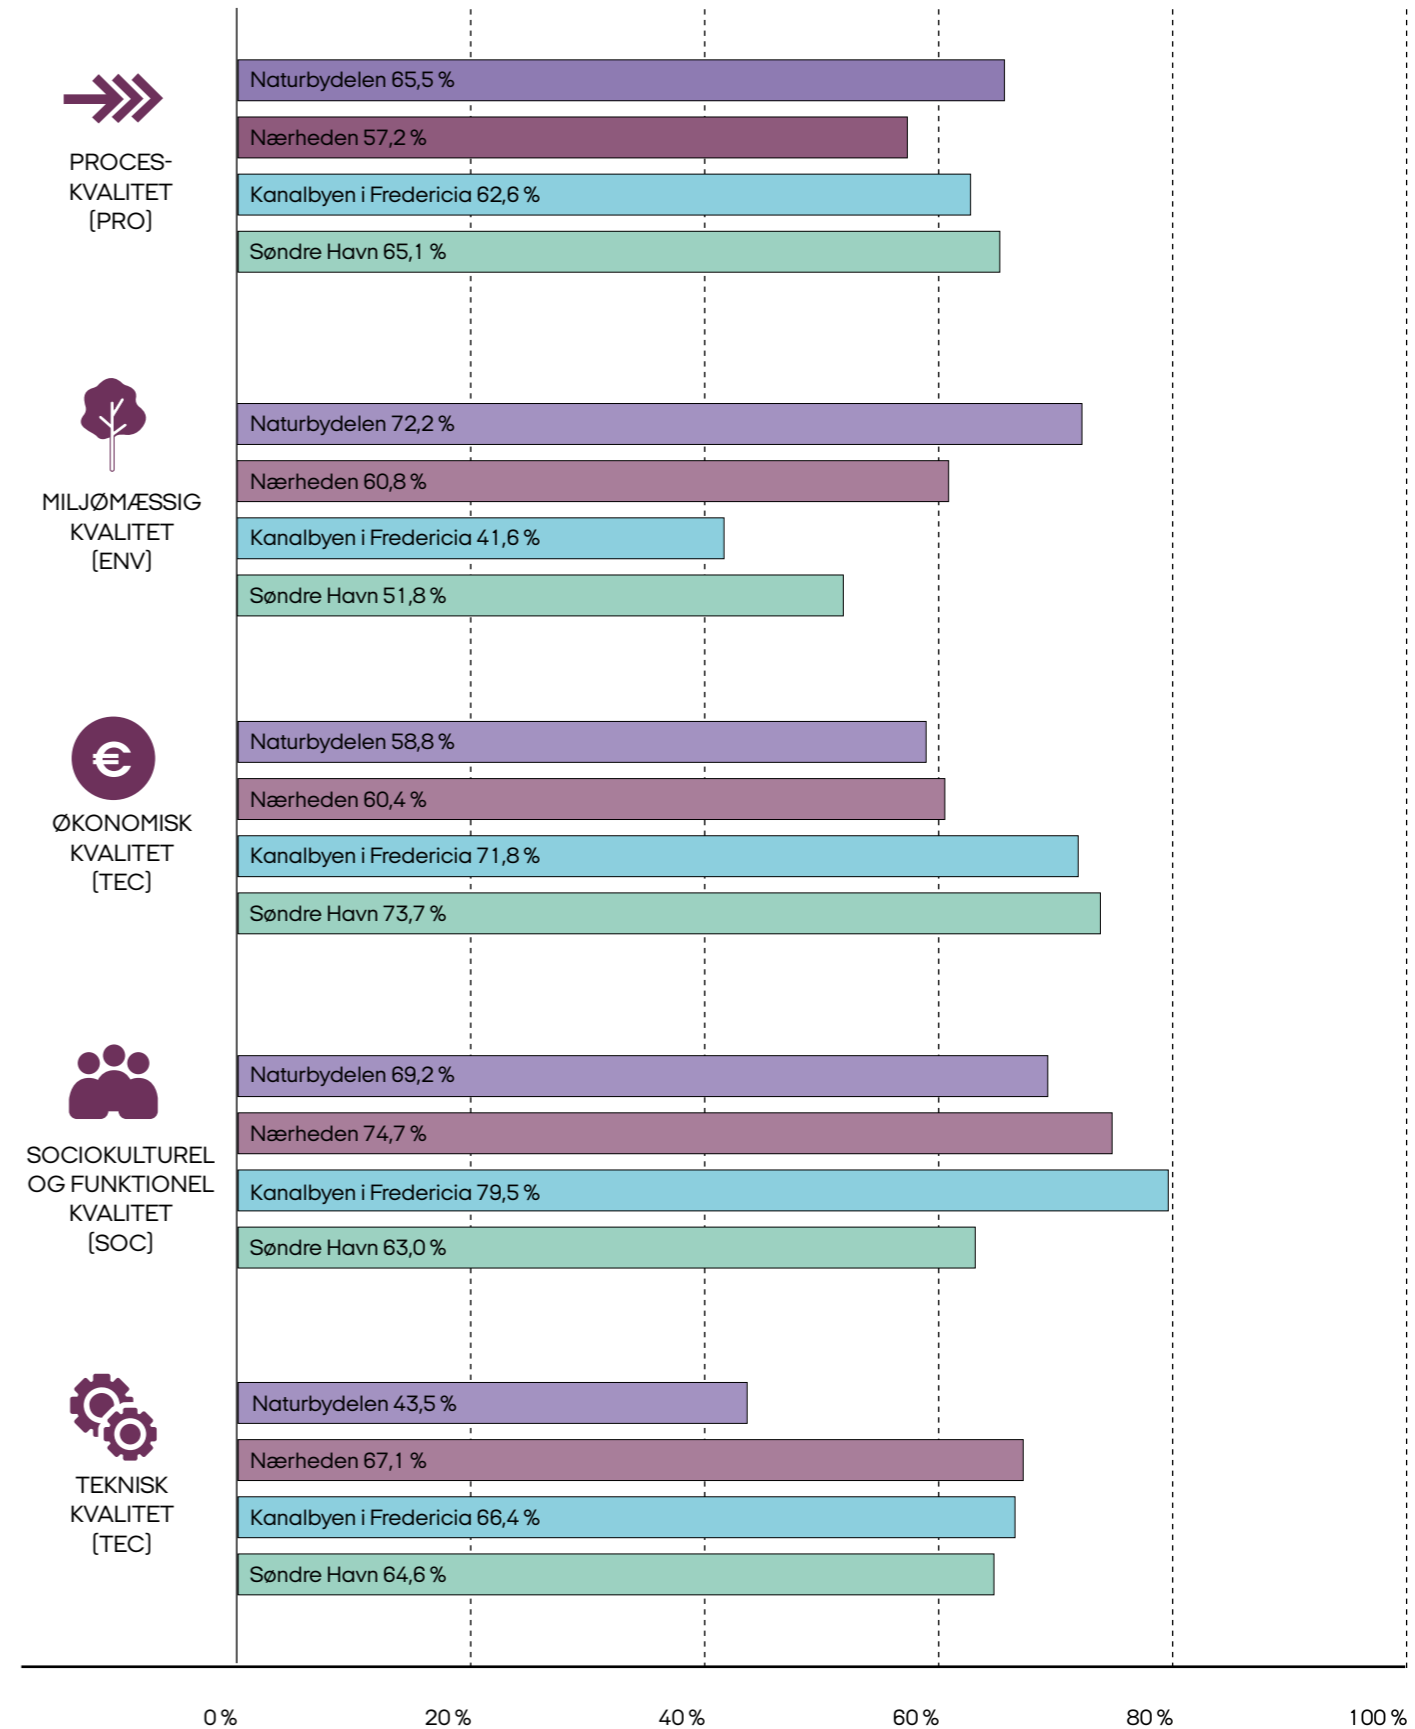 PROCES-
KVALITET
(PRO)
Naturbydelen 65,5 %
Nærheden 57,2 %
Kanalbyen i Fredericia 62,6 %
Søndre Havn 65,1 %
MILJØMÆSSIG
KVALITET
(ENV)
Naturbydelen 72,2 %
Nærheden 60,8 %
Kanalbyen i Fredericia 41,6 %
Søndre Havn 51,8 %
€
ØKONOMISK
KVALITET
(TEC)
Naturbydelen 58,8 %
Nærheden 60,4 %
Kanalbyen i Fredericia 71,8 %
Søndre Havn 73,7 %
SOCIOKULTUREL
OG FUNKTIONEL
KVALITET
(SOC)
Naturbydelen 69,2 %
Nærheden 74,7 %
Kanalbyen i Fredericia 79,5 %
Søndre Havn 63,0 %
TEKNISK
KVALITET
(TEC)
Naturbydelen 43,5 %
Nærheden 67,1 %
Kanalbyen i Fredericia 66,4 %
Søndre Havn 64,6 %
0 % 20 % 40 % 60 % 80 % 100 %